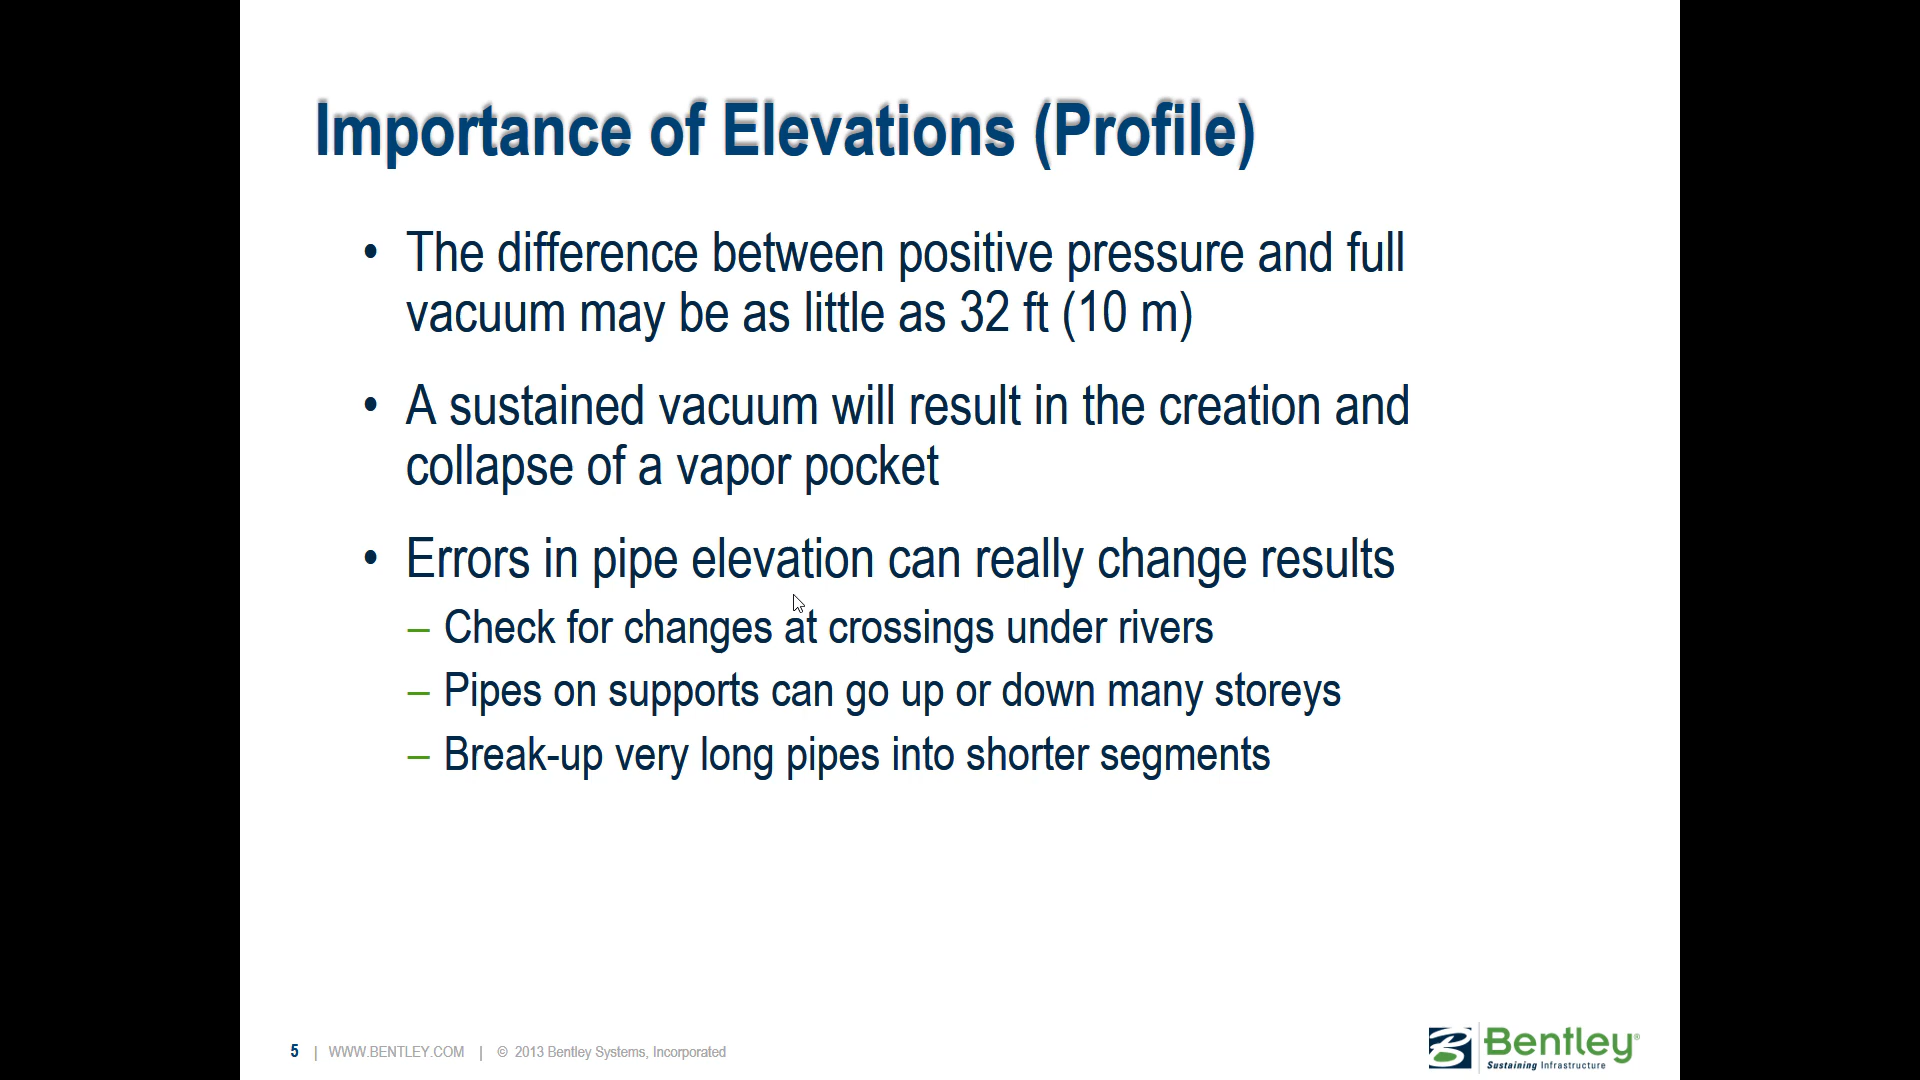 Importance of Elevations (Profile)
• The difference between positive pressure and full
vacuum may be as little as 32 ft (10 m)
• A sustained vacuum will result in the creation and
collapse of a vapor pocket
• Errors in pipe elevation can really change results
– Check for changes at crossings under rivers
– Pipes on supports can go up or down many storeys
– Break-up very long pipes into shorter segments
5 | WWW.BENTLEY.COM | © 2013 Bentley Systems, Incorporated
Bentley®
Sustaining Infrastructure